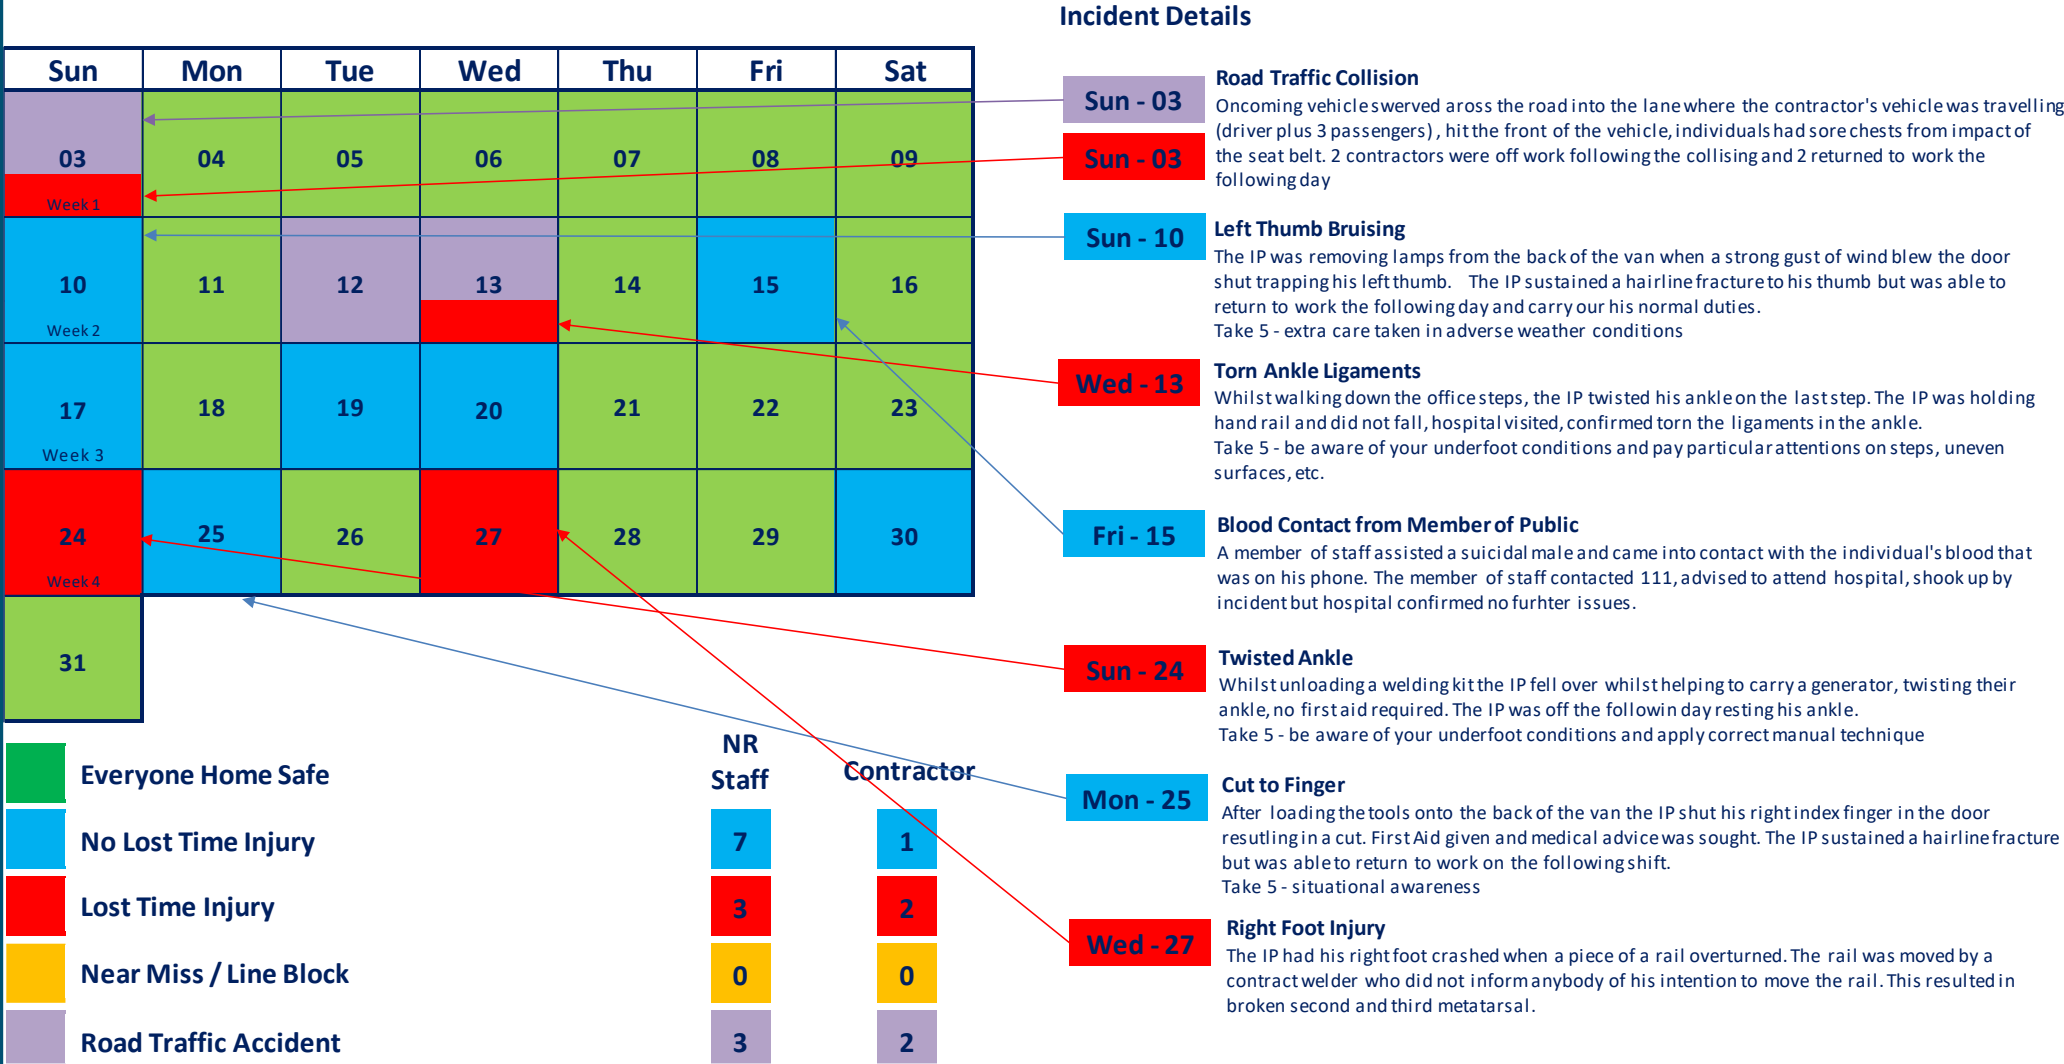 Incident Details
Sun Mon Tue Wed Thu Fri Sat
03 04 05 06 07 08 09
Week 1
10 11 12 13 14 15 16
Week 2
17 18 19 20 21 22 23
Week 3
24 25 26 27 28 29 30
Week 4
31
Everyone Home Safe
NR
Staff
Contractor
No Lost Time Injury 7 1
Lost Time Injury 3 2
Near Miss / Line Block 0 0
Road Traffic Accident 3 2
Sun - 03
Sun - 03
Road Traffic Collision
Oncoming vehicle swerved aross the road into the lane where the contractor's vehicle was travelling
(driver plus 3 passengers) , hit the front of the vehicle, individuals had sore chests from impact of
the seat belt. 2 contractors were off work following the collising and 2 returned to work the
following day
Sun - 10
Left Thumb Bruising
The IP was removing lamps from the back of the van when a strong gust of wind blew the door
shut trapping his left thumb. The IP sustained a hairline fracture to his thumb but was able to
return to work the following day and carry our his normal duties.
Take 5 - extra care taken in adverse weather conditions
Wed - 13
Torn Ankle Ligaments
Whilst walking down the office steps, the IP twisted his ankle on the last step. The IP was holding
hand rail and did not fall, hospital visited, confirmed torn the ligaments in the ankle.
Take 5 - be aware of your underfoot conditions and pay particular attentions on steps, uneven
surfaces, etc.
Fri - 15
Blood Contact from Member of Public
A member of staff assisted a suicidal male and came into contact with the individual's blood that
was on his phone. The member of staff contacted 111, advised to attend hospital, shook up by
incident but hospital confirmed no furhter issues.
Sun - 24
Twisted Ankle
Whilst unloading a welding kit the IP fell over whilst helping to carry a generator, twisting their
ankle, no first aid required. The IP was off the followin day resting his ankle.
Take 5 - be aware of your underfoot conditions and apply correct manual technique
Mon - 25
Cut to Finger
After loading the tools onto the back of the van the IP shut his right index finger in the door
resutling in a cut. First Aid given and medical advice was sought. The IP sustained a hairline fracture
but was able to return to work on the following shift.
Take 5 - situational awareness
Wed - 27
Right Foot Injury
The IP had his right foot crashed when a piece of a rail overturned. The rail was moved by a
contract welder who did not inform anybody of his intention to move the rail. This resulted in
broken second and third metatarsal.